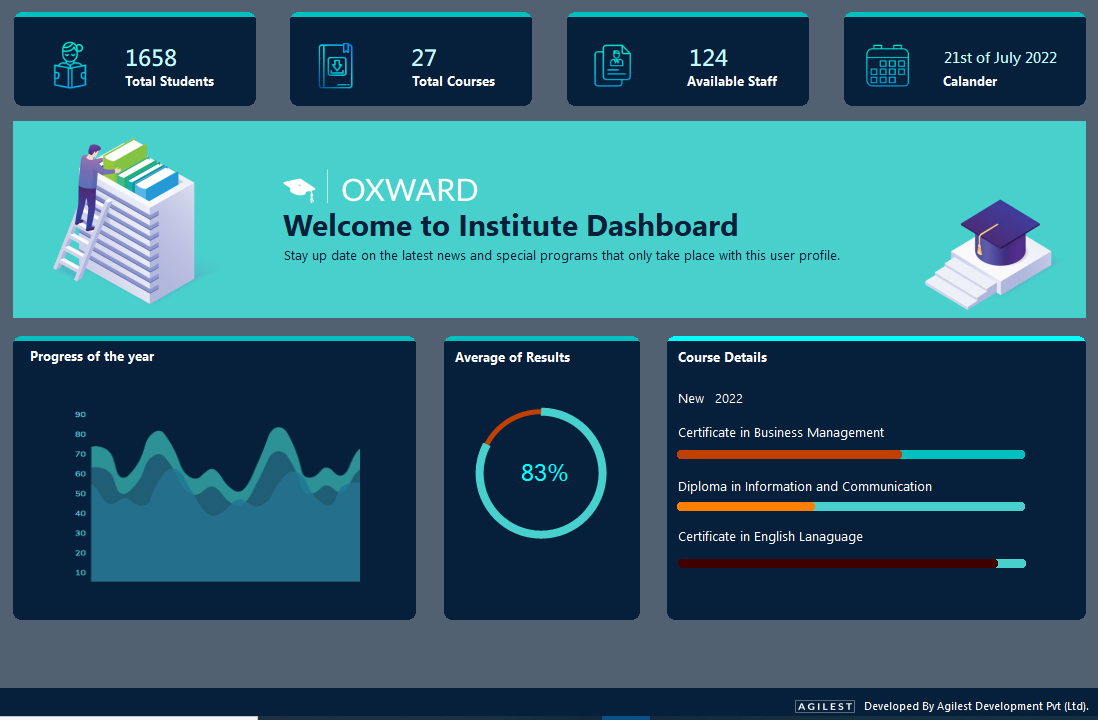 1658
Total Students
27
Total Courses
124
Available Staff
21st of July 2022
Calander
OXWARD
Welcome to Institute Dashboard
Stay up date on the latest news and special programs that only take place with this user profile.
Progress of the year
90
80
70
60
50
40
30
20
10
Average of Results
83%
Course Details
New 2022
Certificate in Business Management
Diploma in Information and Communication
Certificate in English Lanaguage
AGILEST Developed By Agilest Development Pvt (Ltd).